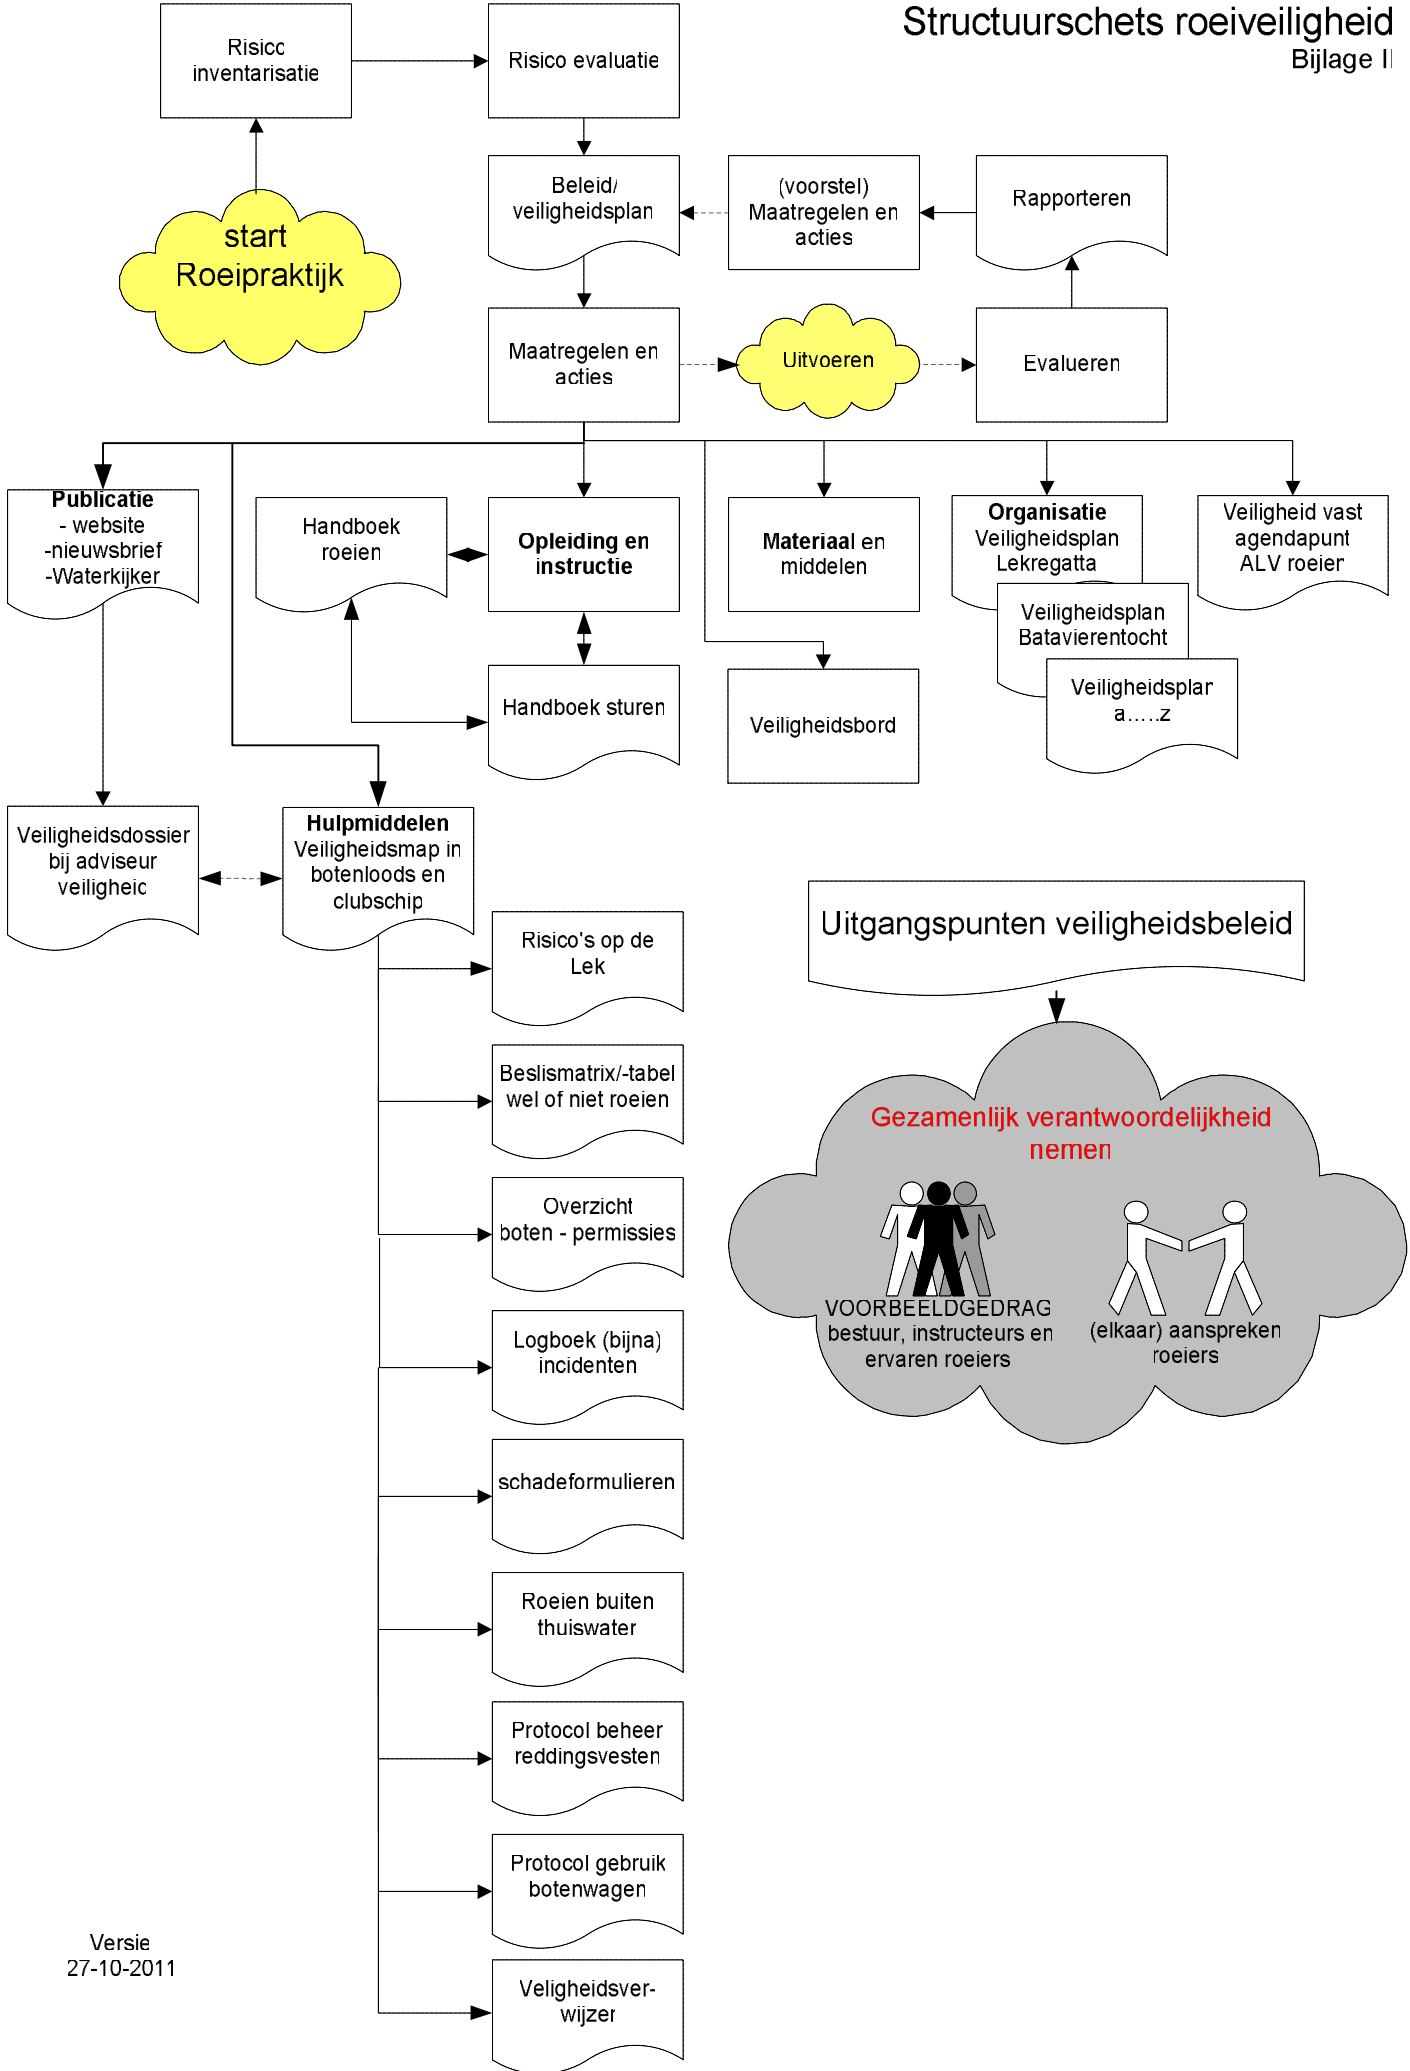 Structuurschets roeiveiligheid
Bijlage II
Risico
inventarisatie
Risico evaluatie
Beleid/
veiligheidsplan
(voorstel)
Maatregelen en
acties
Rapporteren
start
Roeipraktijk
Maatregelen en
acties
Uitvoeren
Evalueren
Publicatie
- website
-nieuwsbrief
-Waterkijker
Handboek
roeien
Opleiding en
instructie
Materiaal en
middelen
Organisatie
Veiligheidsplan
Lekregatta
Veiligheid vast
agendapunt
ALV roeien
Veiligheidsplan
Batavierentocht
Veiligheidsplan
a.....z
Handboek sturen
Veiligheidsbord
Veiligheidsdossier
bij adviseur
veiligheid
Hulpmiddelen
Veiligheidsmap in
botenloods en
clubschip
Risico's op de
Lek
Beslismatrix/-tabel
wel of niet roeien
Overzicht
boten - permissies
Logboek (bijna)
incidenten
schadeformulieren
Roeien buiten
thuiswater
Protocol beheer
reddingsvesten
Protocol gebruik
botenwagen
Veligheidsver-
wijzer
Uitgangspunten veiligheidsbeleid
Gezamenlijk verantwoordelijkheid
nemen
VOORBEELDGEDRAG
bestuur, instructeurs en
ervaren roeiers
(elkaar) aanspreken
roeiers
Versie
27-10-2011